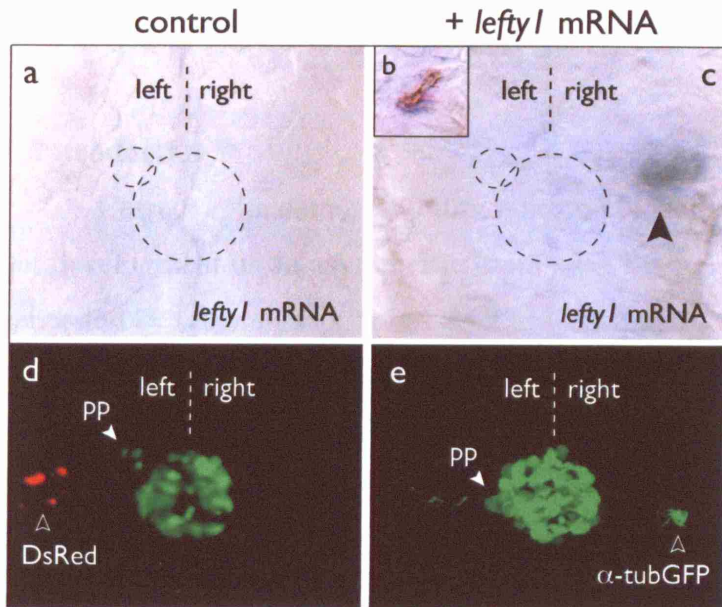 control
+ lefty1 mRNA
a
left
right
lefty1 mRNA
b
c
left
right
lefty1 mRNA
d
left
right
PP
DsRed
e
left
right
PP
α-tubGFP